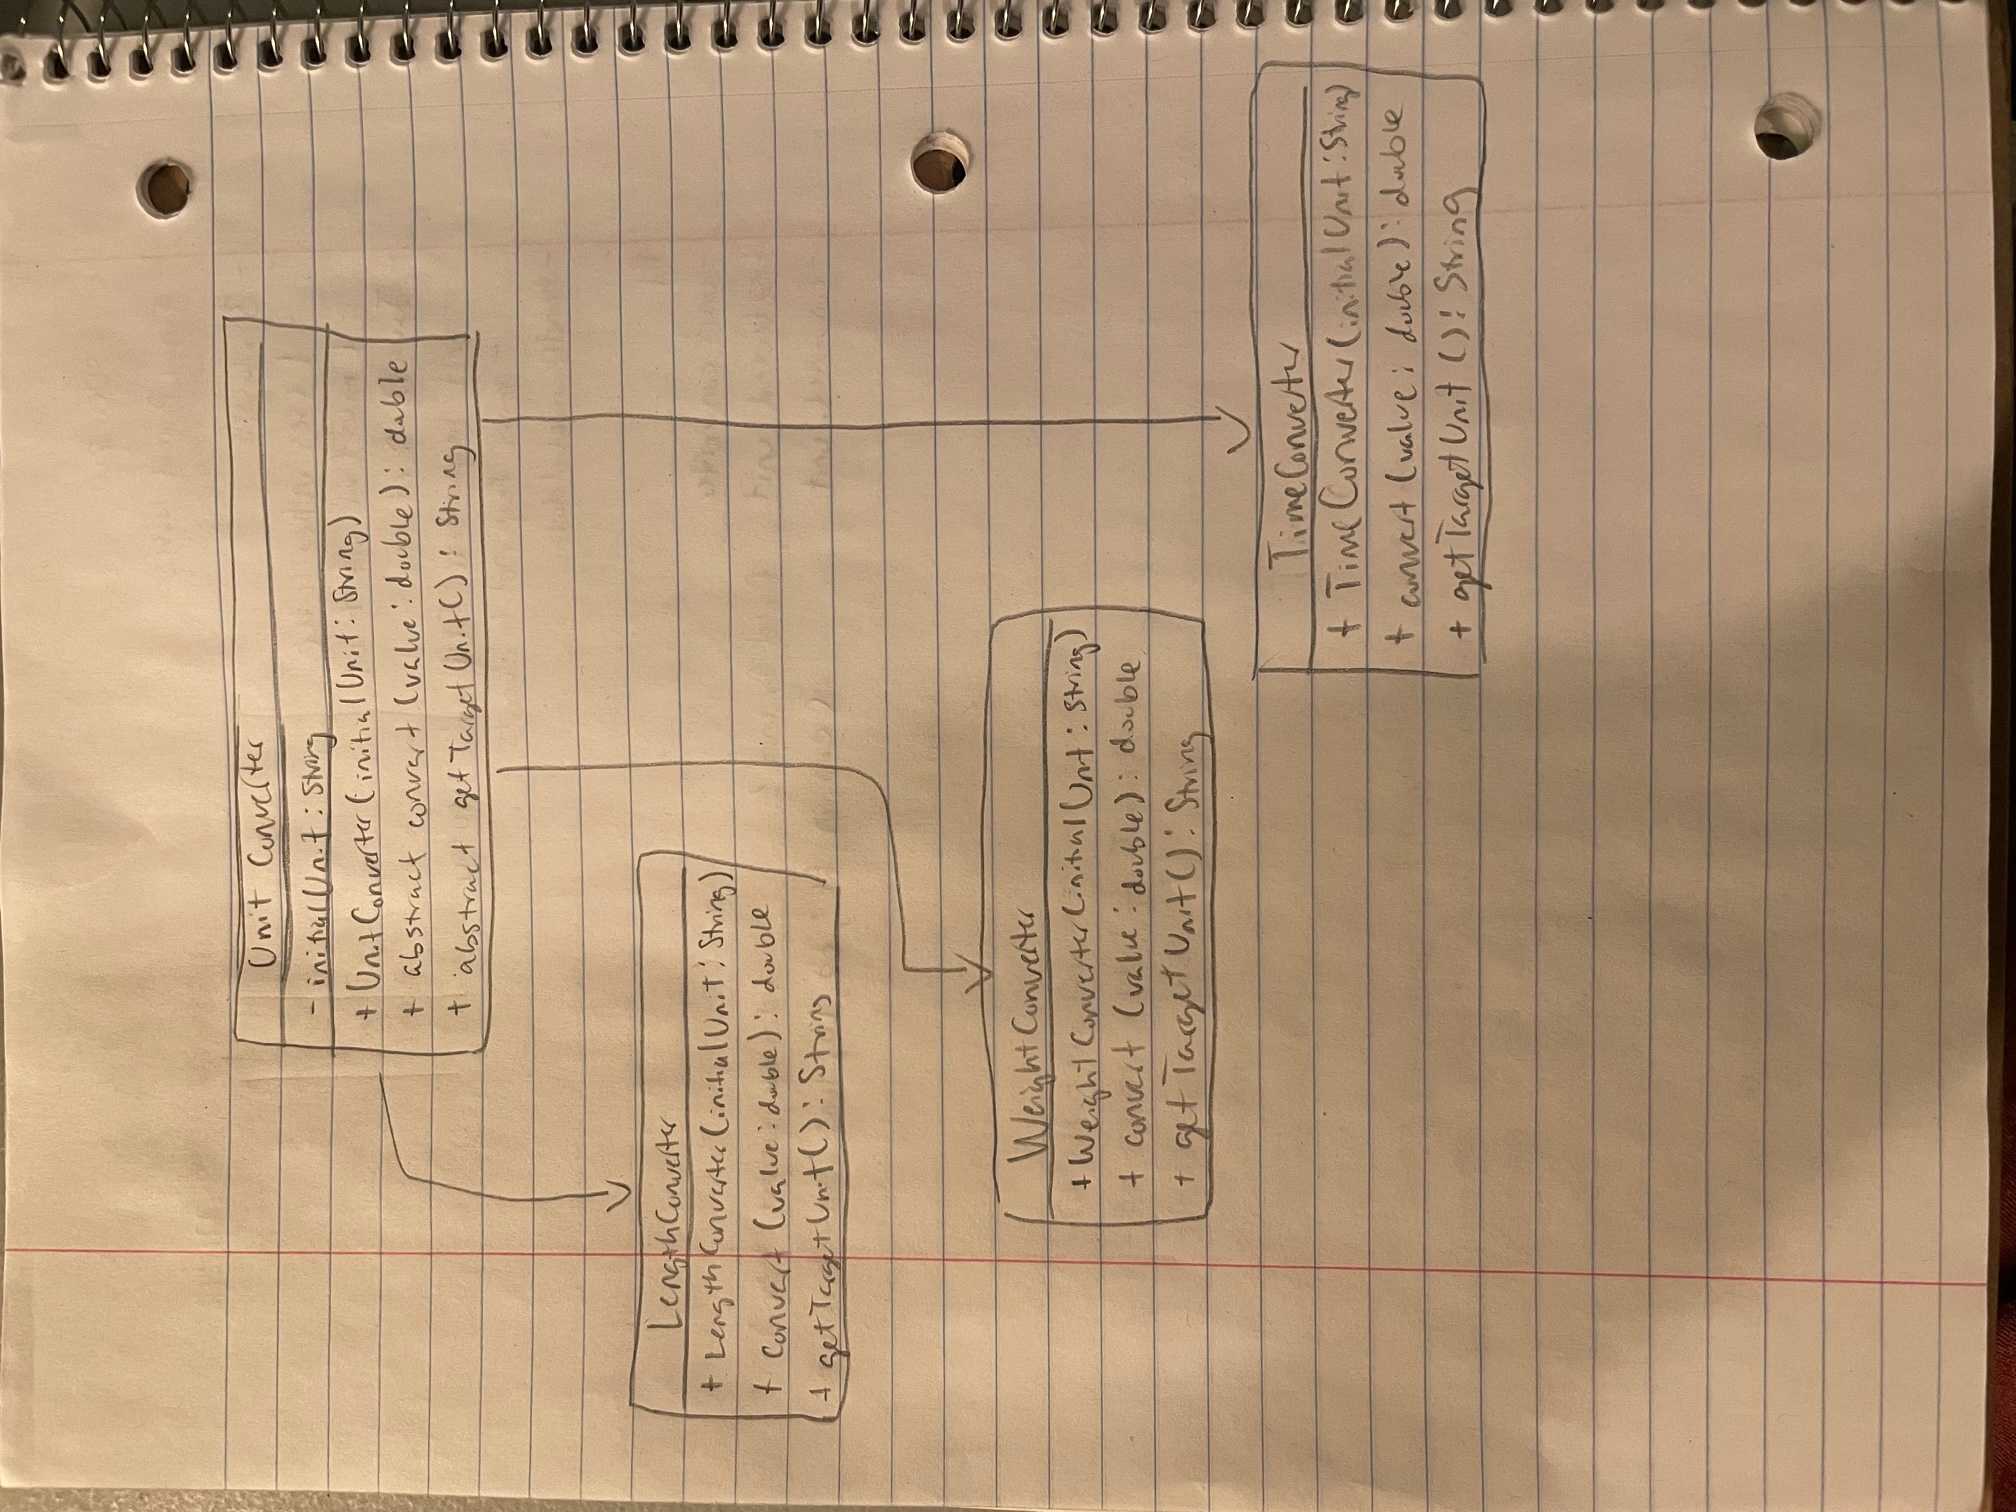 Unit Converter
- initialUnit : String
+ UnitConverter(initialUnit: String)
+ abstract convert (value: double): double
+ abstract getTargetUnit() : String
LengthConverter
+ LengthConverter(initialUnit: String)
+ convert (value: double): double
+ getTargetUnit() : String
WeightConverter
+WeightConverter(initialUnit: String)
+ convert (value: double): double
+ getTargetUnit(): String
TimeConverter
+ TimeConverter(initialUnit: String)
+ convert (value: double): double
+ getTargetUnit (): String